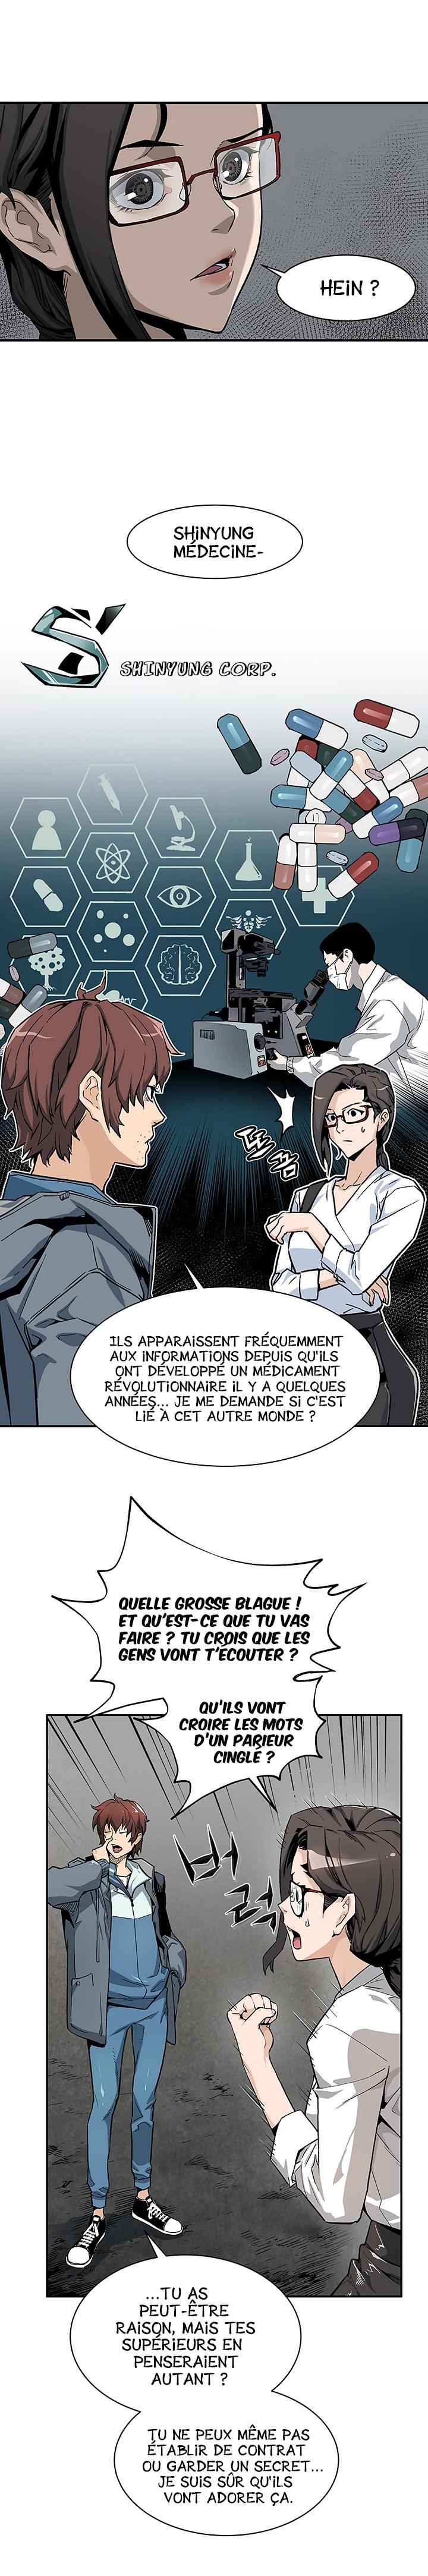 HEIN ?
SHINYUNG
MÉDECINE-
S'
SHINYUNG CORP.
움찔
ILS APPARAISSENT FRÉQUEMMENT
AUX INFORMATIONS DEPUIS QU'ILS
ONT DÉVELOPPÉ UN MÉDICAMENT
RÉVOLUTIONNAIRE IL Y A QUELQUES
ANNÉES... JE ME DEMANDE SI C'EST
LIÉ À CET AUTRE MONDE ?
QUELLE GROSSE BLAGUE !
ET QU'EST-CE QUE TU VAS
FAIRE ? TU CROIS QUE LES
GENS VONT T'ÉCOUTER ?
QU'ILS VONT
CROIRE LES MOTS
D'UN PARIEUR
CINGLÉ ?
버럭
...TU AS
PEUT-ÊTRE
RAISON, MAIS TES
SUPÉRIEURS EN
PENSERAIENT
AUTANT ?
TU NE PEUX MÊME PAS
ÉTABLIR DE CONTRAT
OU GARDER UN SECRET...
JE SUIS SÛR QU'ILS
VONT ADORER ÇA.